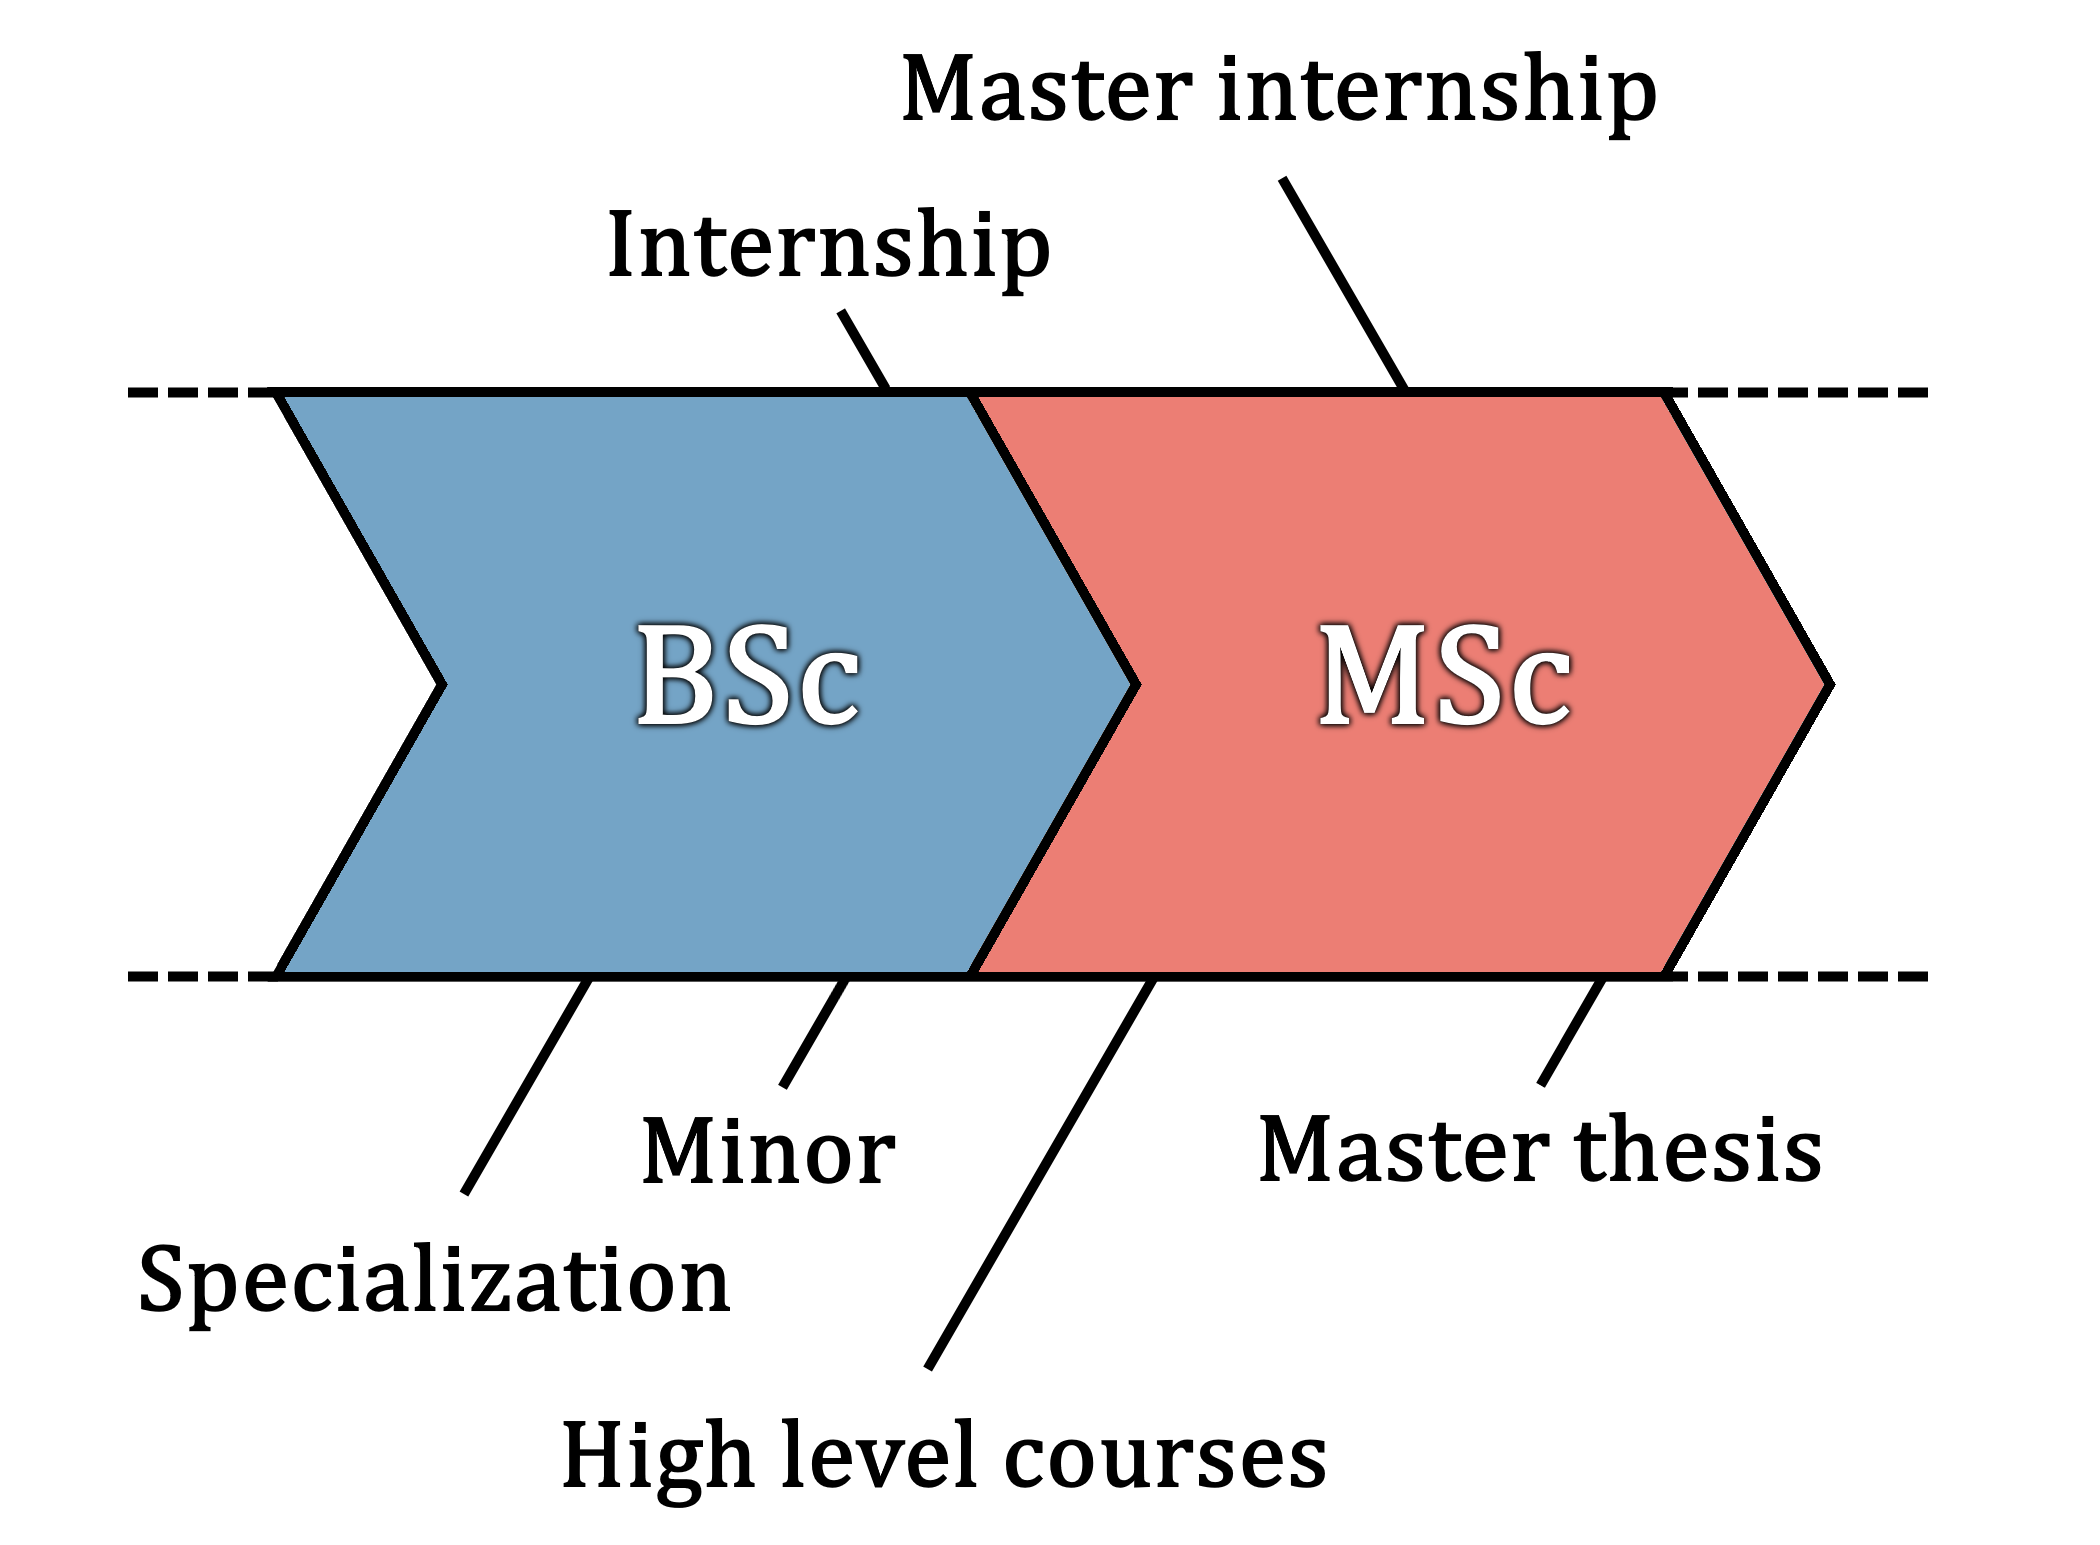 Master internship
Internship
BSc
MSc
Minor
Master thesis
Specialization
High level courses